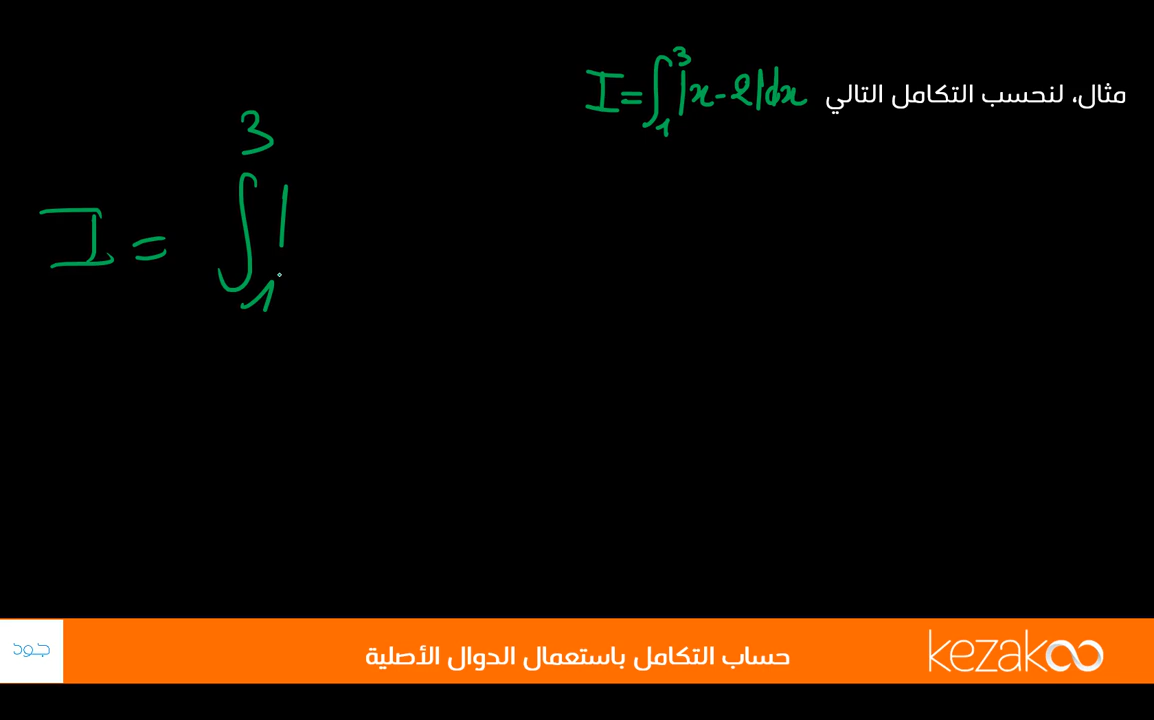 مثال، لنحسب التكامل التالي I=∫₁³|x-2|dx
I = ∫₁³ |
جود
حساب التكامل باستعمال الدوال الأصلية
kezakoo